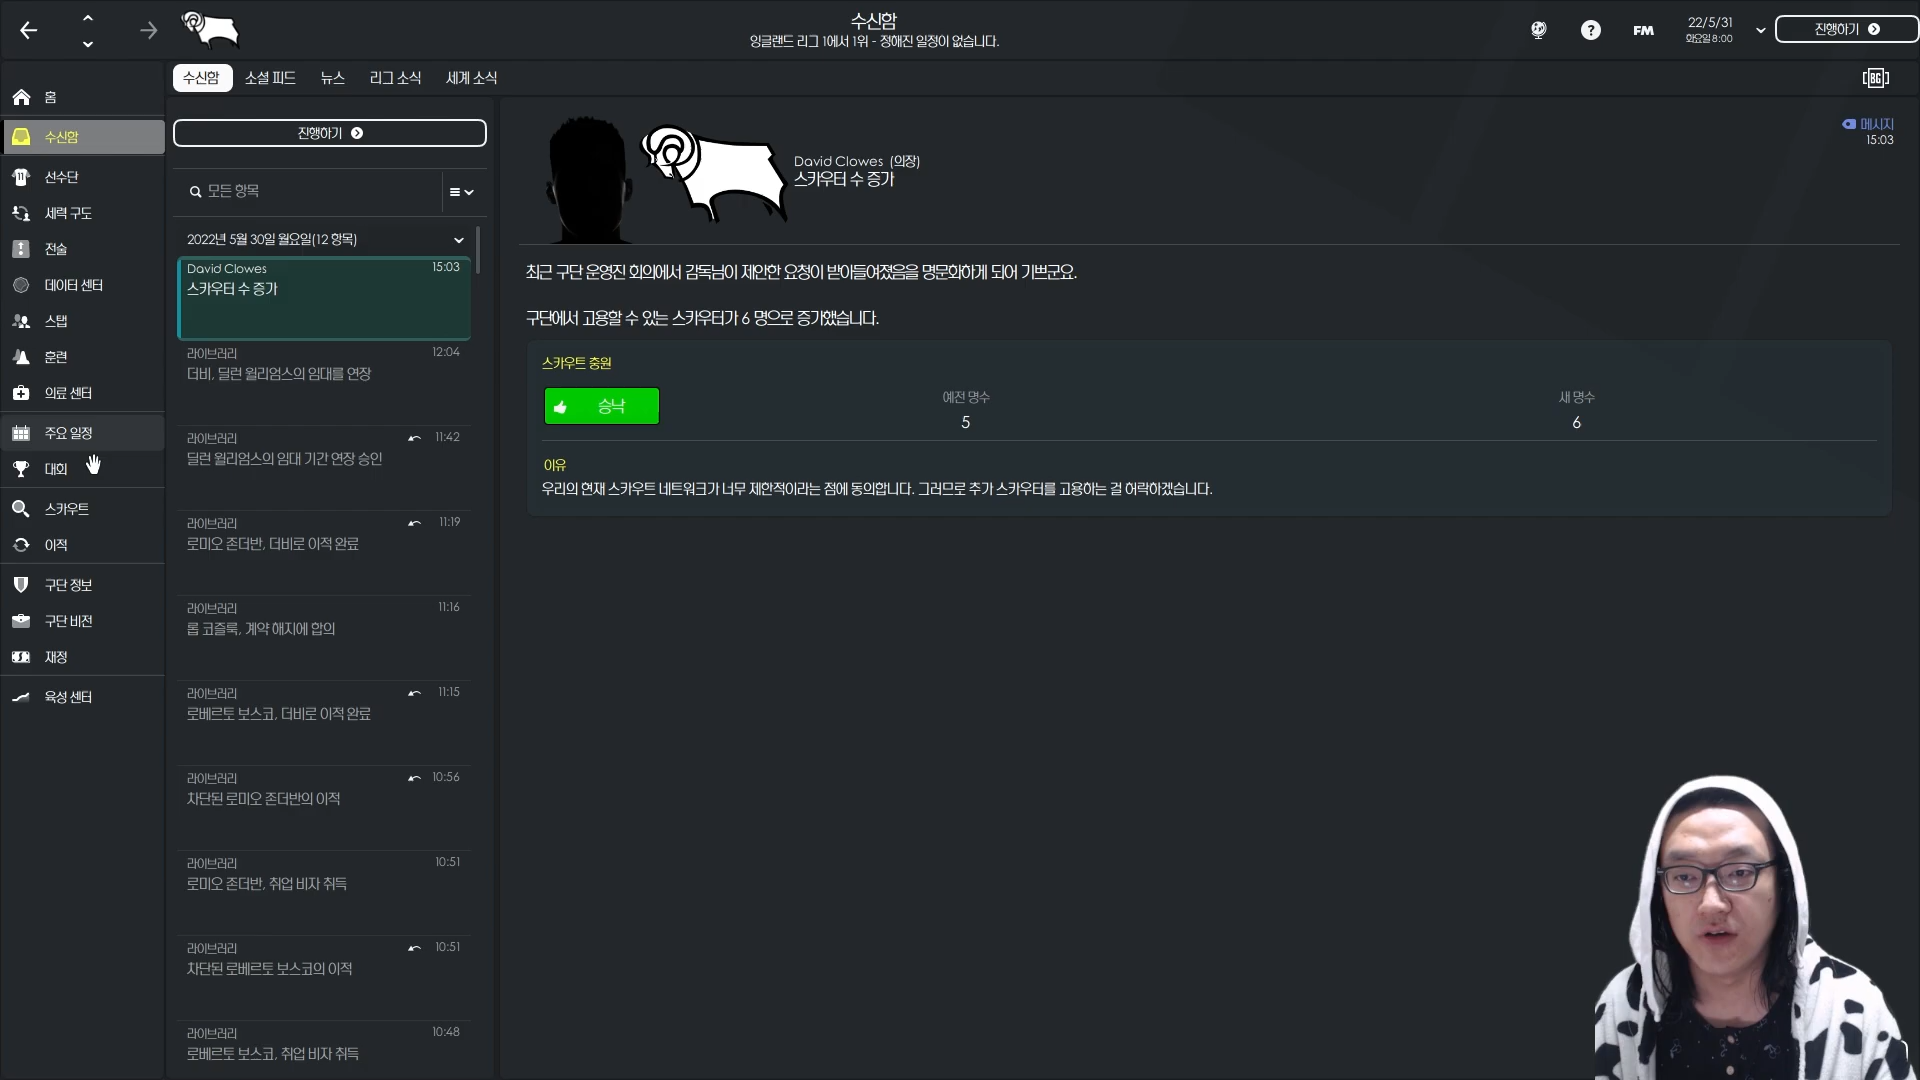 수신함
잉글랜드 리그 1에서 1위 - 정해진 일정이 없습니다.
?
FM
22/5/31
화요일 8:00
진행하기
홈
수신함
선수단
세력 구도
전술
데이터 센터
스탭
훈련
의료 센터
주요 일정
대회
스카우트
이적
구단 정보
구단 비전
재정
육성 센터
수신함 소셜 피드 뉴스 리그 소식 세계 소식
[BG]
진행하기
모든 항목
2022년 5월 30일 월요일(12 항목)
David Clowes 15:03
스카우터 수 증가
라이브러리 12:04
더비, 딜런 윌리엄스의 임대를 연장
라이브러리 11:42
딜런 윌리엄스의 임대 기간 연장 승인
라이브러리 11:19
로미오 존더반, 더비로 이적 완료
라이브러리 11:16
롭 코즐룩, 계약 해지에 합의
라이브러리 11:15
로베르토 보스코, 더비로 이적 완료
라이브러리 10:56
차단된 로미오 존더반의 이적
라이브러리 10:51
로미오 존더반, 취업 비자 취득
라이브러리 10:51
차단된 로베르토 보스코의 이적
라이브러리 10:48
로베르토 보스코, 취업 비자 취득
David Clowes (의장)
스카우터 수 증가
메시지
15:03
최근 구단 운영진 회의에서 감독님이 제안한 요청이 받아들여졌음을 명문화하게 되어 기쁘군요.
구단에서 고용할 수 있는 스카우터가 6 명으로 증가했습니다.
스카우트 충원
승낙
예전 명수
5
새 명수
6
이유
우리의 현재 스카우트 네트워크가 너무 제한적이라는 점에 동의합니다. 그러므로 추가 스카우터를 고용하는 걸 허락하겠습니다.